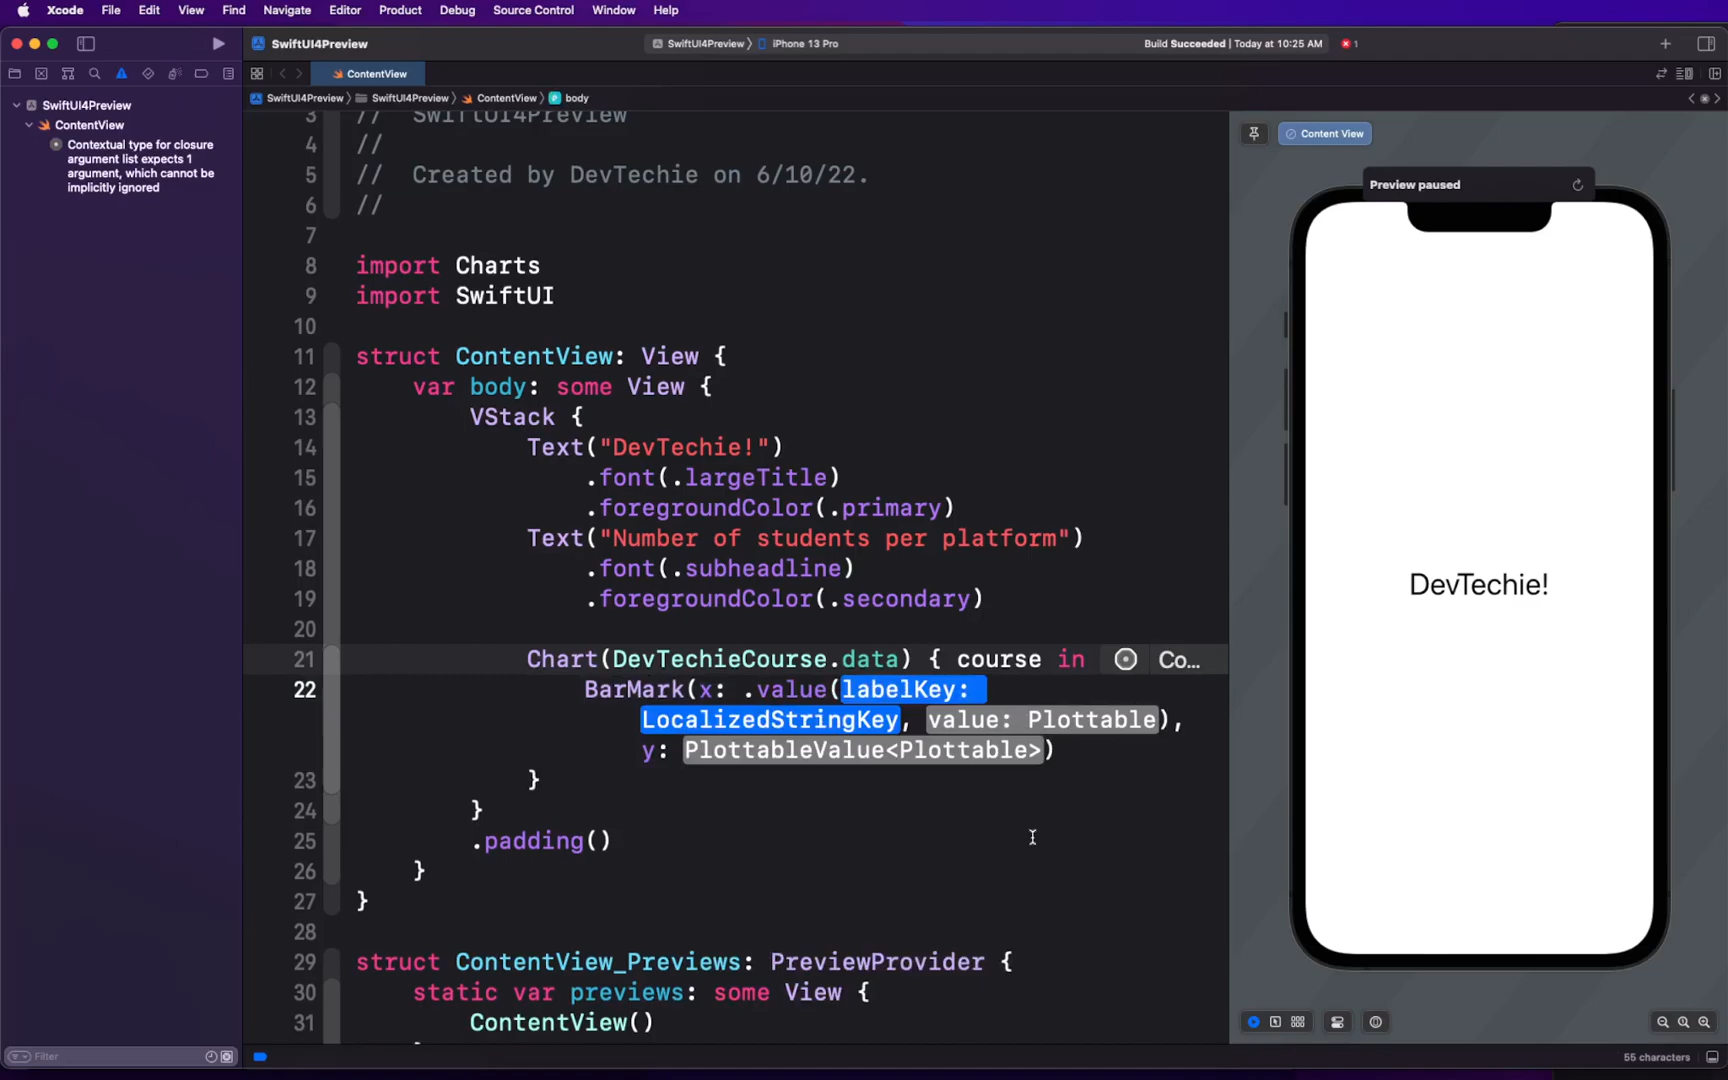 Xcode File Edit View Find Navigate Editor Product Debug Source Control Window Help
SwiftUI4Preview
SwiftUI4Preview iPhone 13 Pro
Build Succeeded | Today at 10:25 AM
1
ContentView
SwiftUI4Preview SwiftUI4Preview ContentView body
SwiftUI4Preview
ContentView
Contextual type for closure
argument list expects 1
argument, which cannot be
implicitly ignored
3 // SwiftUI4Preview
4 //
5 // Created by DevTechie on 6/10/22.
6 //
7
8 import Charts
9 import SwiftUI
10
11 struct ContentView: View {
12 var body: some View {
13 VStack {
14 Text("DevTechie!")
15 .font(.largeTitle)
16 .foregroundColor(.primary)
17 Text("Number of students per platform")
18 .font(.subheadline)
19 .foregroundColor(.secondary)
20
21 Chart(DevTechieCourse.data) { course in Co...
22 BarMark(x: .value(labelKey:
LocalizedStringKey, value: Plottable),
y: PlottableValue<Plottable>)
23 }
24 }
25 .padding()
26 }
27 }
28
29 struct ContentView_Previews: PreviewProvider {
30 static var previews: some View {
31 ContentView()
Content View
Preview paused
DevTechie!
Filter
55 characters